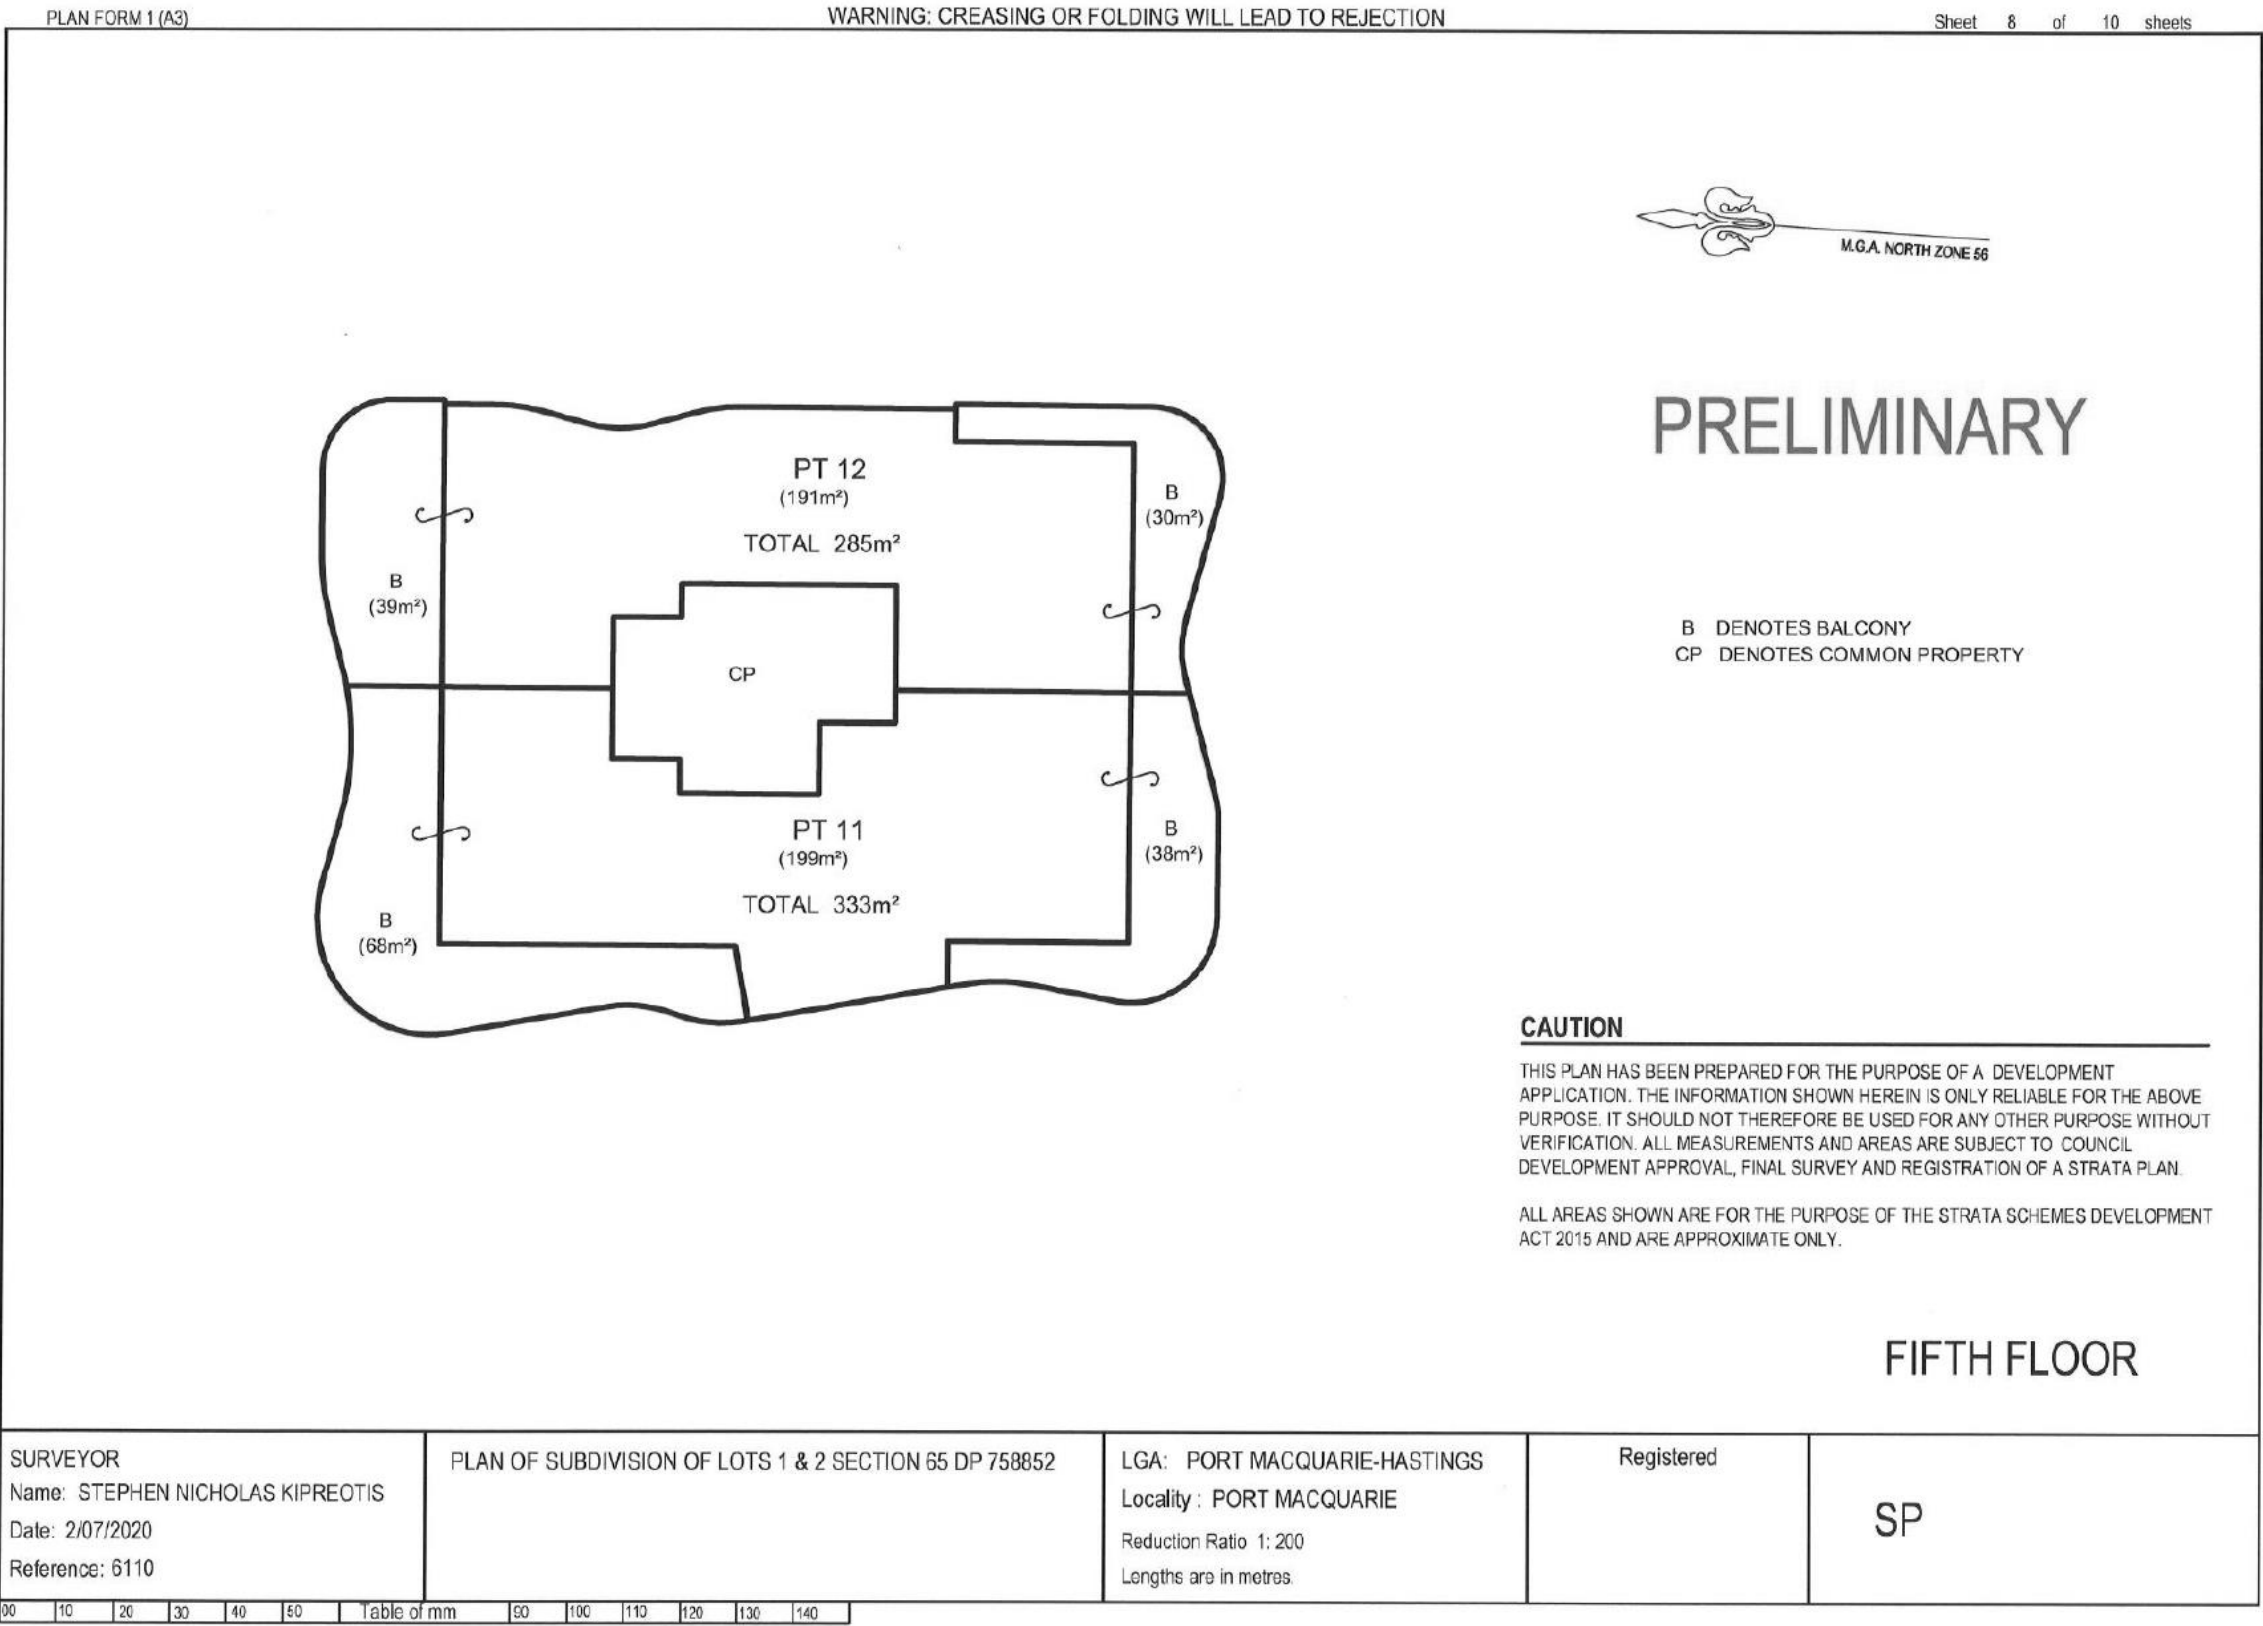 PLAN FORM 1 (A3)
WARNING: CREASING OR FOLDING WILL LEAD TO REJECTION
Sheet 8 of 10 sheets
M.G.A. NORTH ZONE 56
PRELIMINARY
PT 12
(191m²)
TOTAL 285m²
B
(30m²)
B
(39m²)
B DENOTES BALCONY
CP DENOTES COMMON PROPERTY
CP
PT 11
(199m²)
TOTAL 333m²
B
(38m²)
B
(68m²)
CAUTION
THIS PLAN HAS BEEN PREPARED FOR THE PURPOSE OF A DEVELOPMENT
APPLICATION. THE INFORMATION SHOWN HEREIN IS ONLY RELIABLE FOR THE ABOVE
PURPOSE. IT SHOULD NOT THEREFORE BE USED FOR ANY OTHER PURPOSE WITHOUT
VERIFICATION. ALL MEASUREMENTS AND AREAS ARE SUBJECT TO COUNCIL
DEVELOPMENT APPROVAL, FINAL SURVEY AND REGISTRATION OF A STRATA PLAN.
ALL AREAS SHOWN ARE FOR THE PURPOSE OF THE STRATA SCHEMES DEVELOPMENT
ACT 2015 AND ARE APPROXIMATE ONLY.
FIFTH FLOOR
SURVEYOR
Name: STEPHEN NICHOLAS KIPREOTIS
Date: 2/07/2020
Reference: 6110
PLAN OF SUBDIVISION OF LOTS 1 & 2 SECTION 65 DP 758852
LGA: PORT MACQUARIE-HASTINGS
Locality : PORT MACQUARIE
Reduction Ratio 1: 200
Lengths are in metres.
Registered
SP
00 10 20 30 40 50 Table of mm 90 100 110 120 130 140